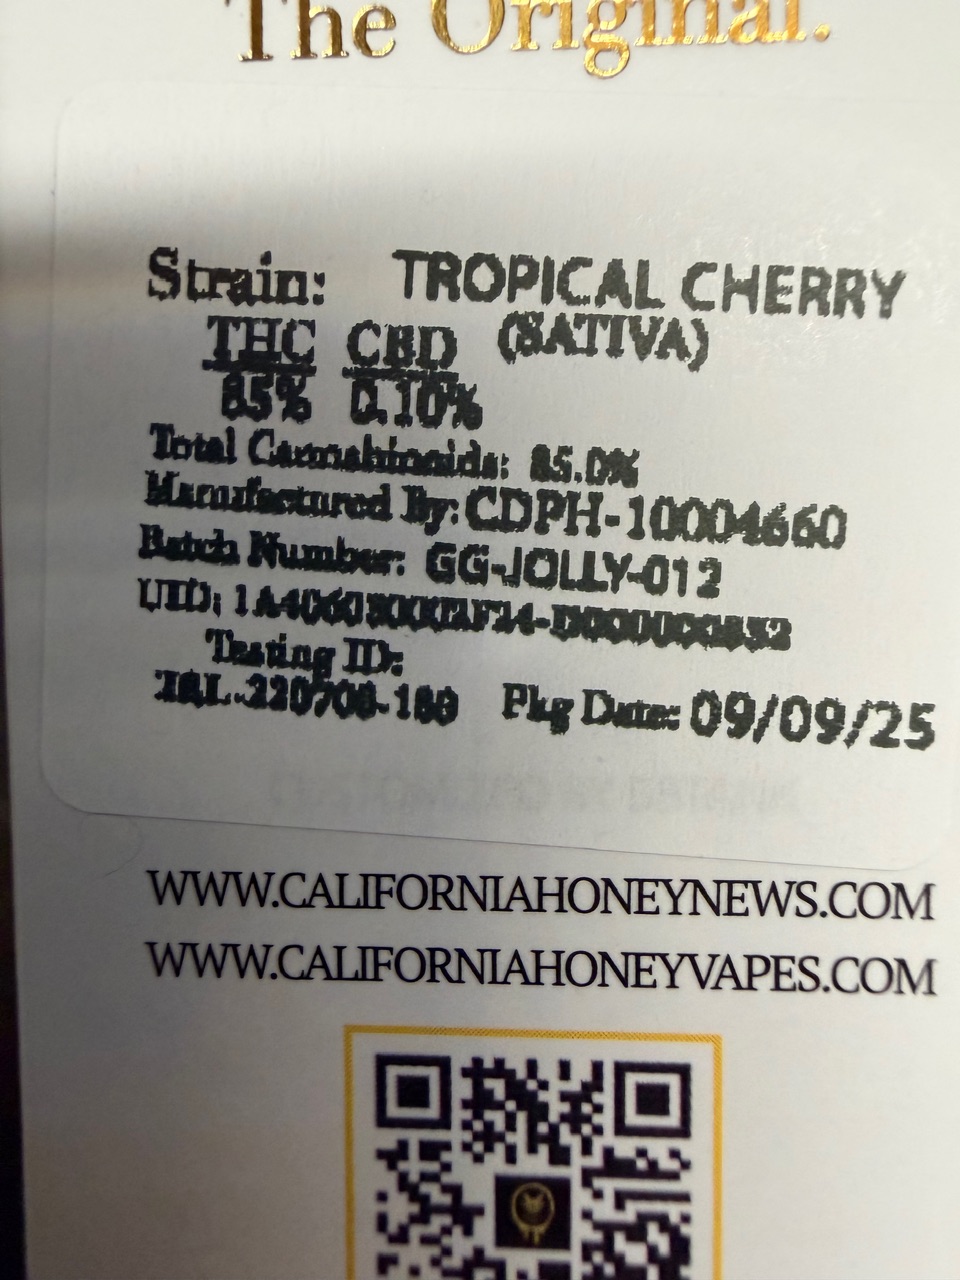 The Original.
Strain: TROPICAL CHERRY
THC CBD (SATIVA)
85% 0.10%
Total Cannabinoids: 85.0%
Manufactured By: CDPH-10004660
Batch Number: GG-JOLLY-012
UID:
Testing ID:
Pkg Date: 09/09/25
WWW.CALIFORNIAHONEYNEWS.COM
WWW.CALIFORNIAHONEYVAPES.COM